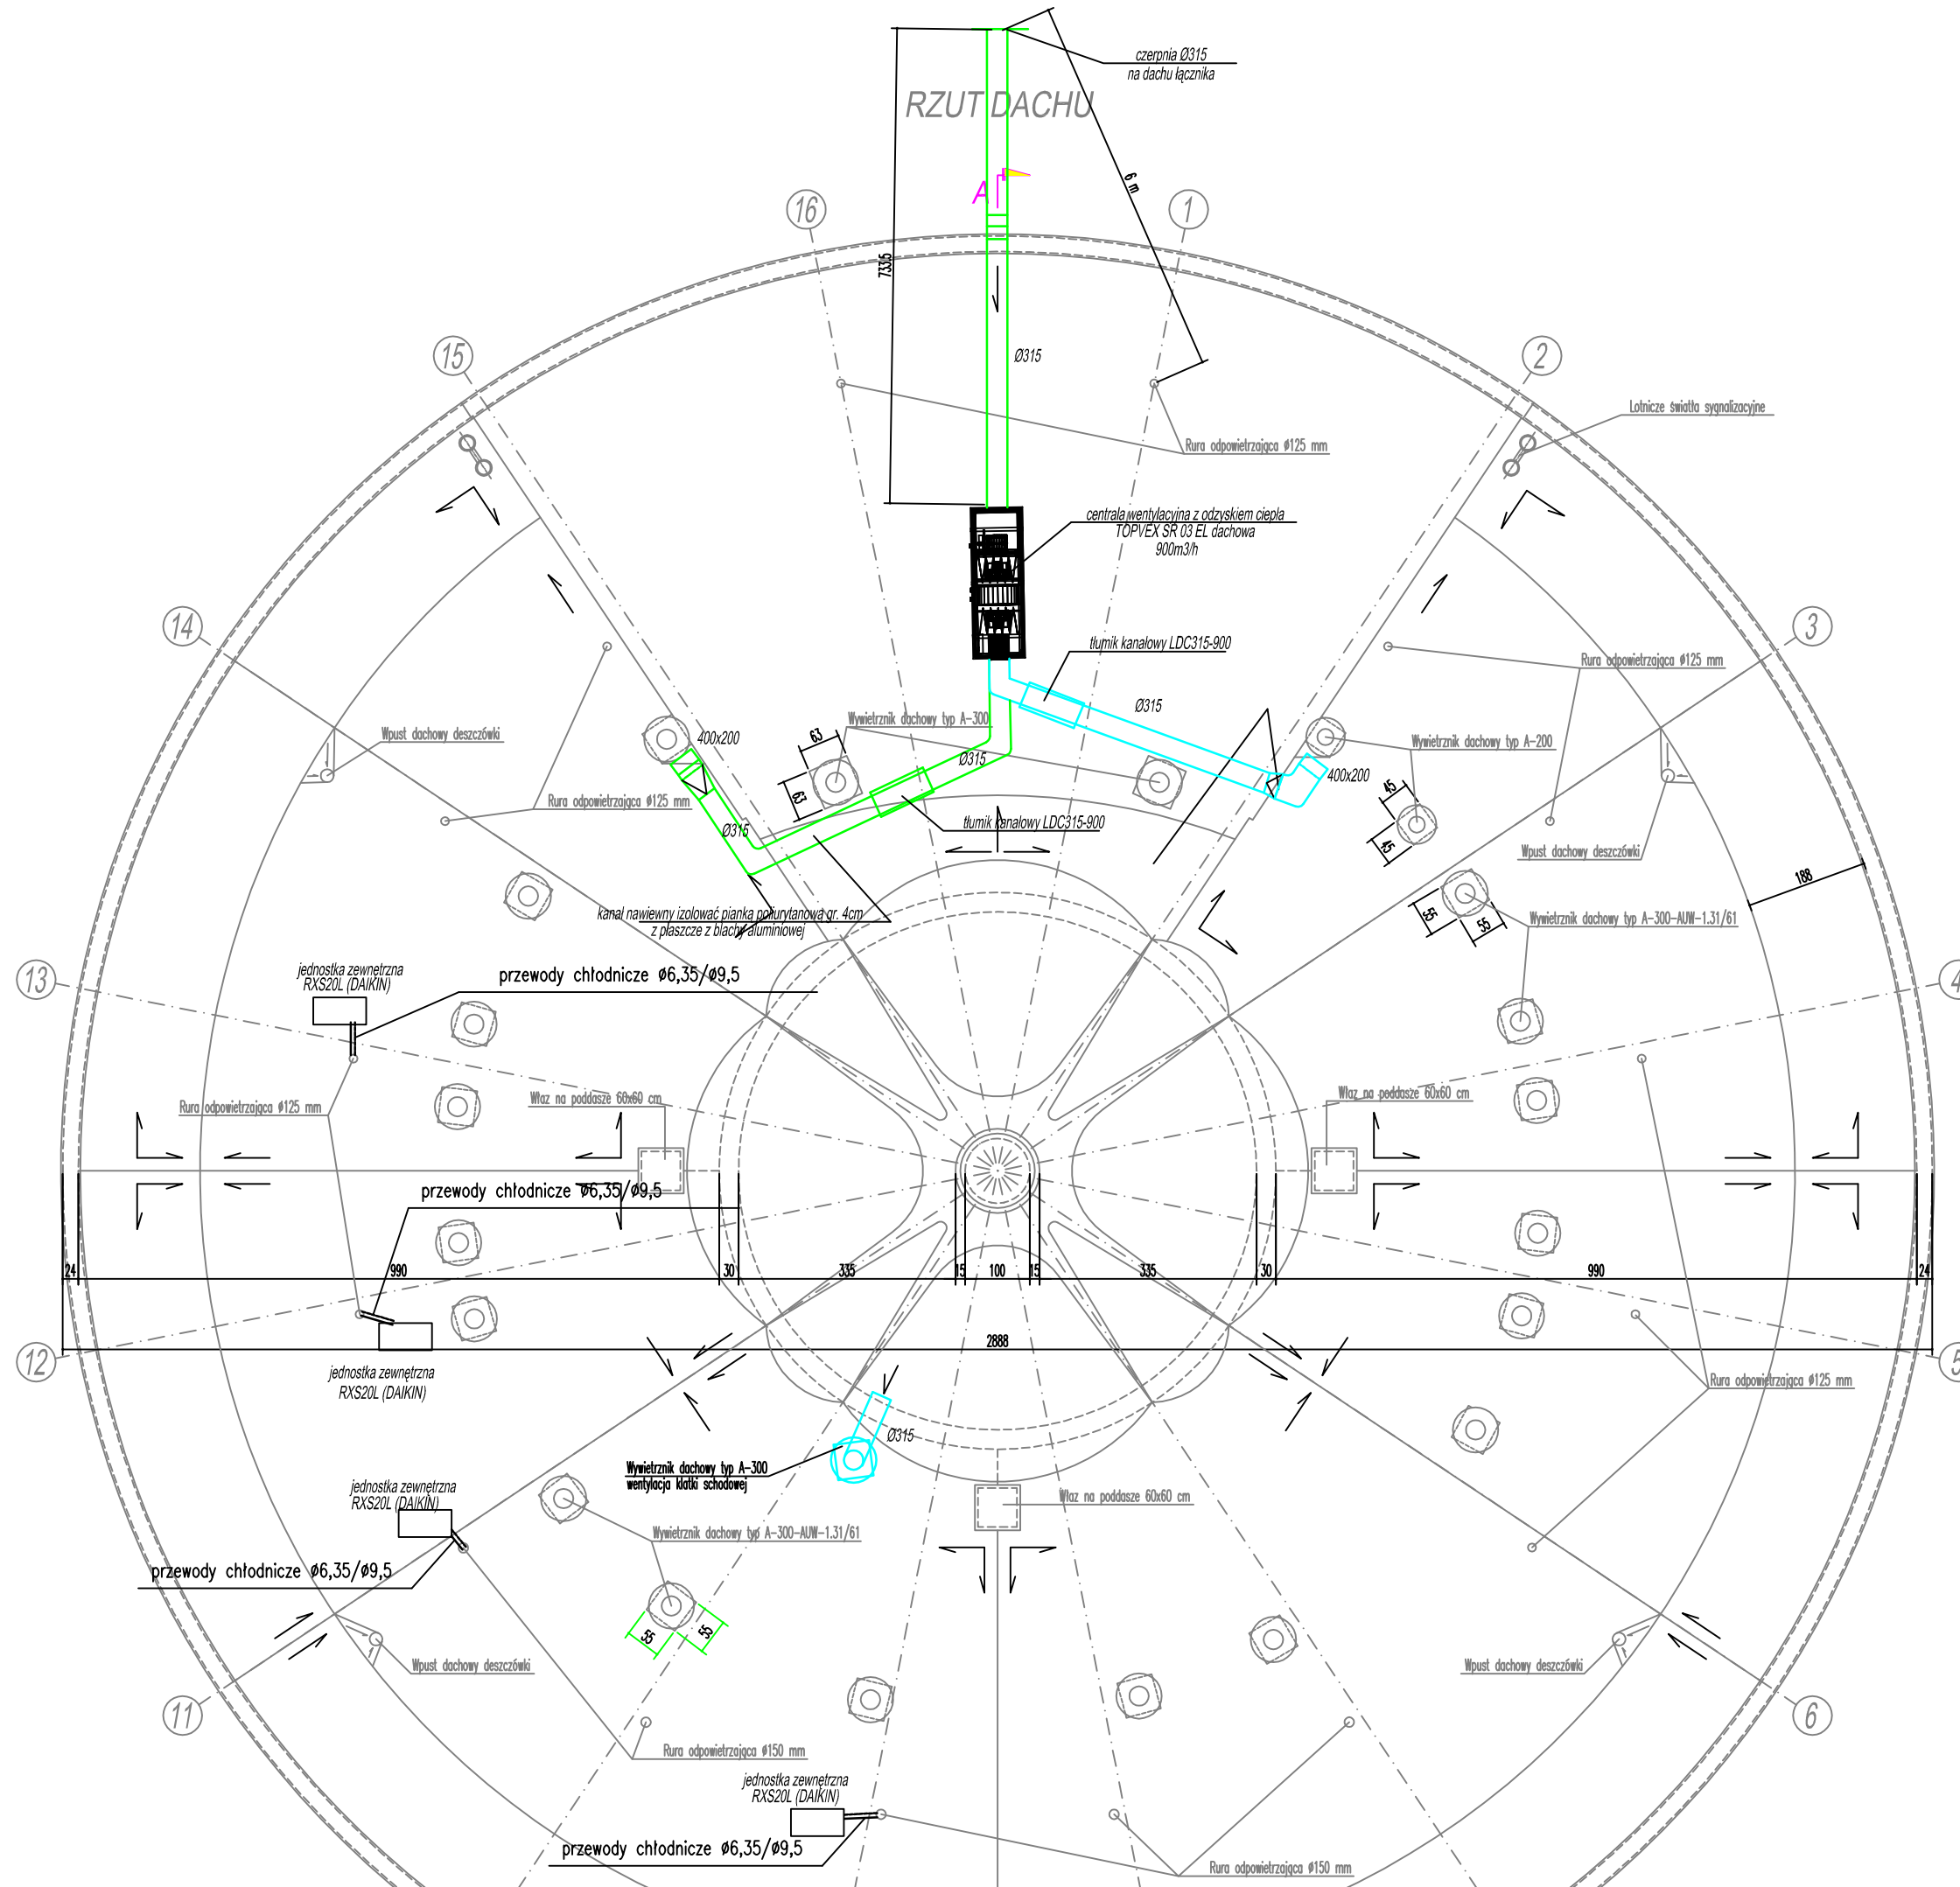 czerpnia Ø315
na dachu łącznika
RZUT DACHU
6 m
A
16
1
7335
Ø315
15
2
Lotnicze światła sygnalizacyjne
Rura odpowietrzająca ø125 mm
centrala wentylacyjna z odzyskiem ciepła
TOPVEX SR 03 EL dachowa
900m3/h
14
3
tłumik kanałowy LDC315-900
Rura odpowietrzająca ø125 mm
Ø315
Wywietrznik dachowy typ A-300
Wpust dachowy deszczówki
400x200
63
Wywietrznik dachowy typ A-200
Ø315
400x200
63
45
Rura odpowietrzająca ø125 mm
Ø315
tłumik kanałowy LDC315-900
45
Wpust dachowy deszczówki
188
55
55
kanał nawiewny izolować pianką poliurytanową gr. 4cm
z płaszcze z blachy aluminiowej
Wywietrznik dachowy typ A-300-AUW-1.31/61
13
jednostka zewnętrzna
RXS20L (DAIKIN)
przewody chłodnicze ø6,35/ø9,5
4
Rura odpowietrzająca ø125 mm
Właz na poddasze 60x60 cm
Właz na poddasze 60x60 cm
przewody chłodnicze ø6,35/ø9,5
24
990
30
335
15
100
15
335
30
990
24
2888
12
5
jednostka zewnętrzna
RXS20L (DAIKIN)
Rura odpowietrzająca ø125 mm
Ø315
Wywietrznik dachowy typ A-300
wentylacja klatki schodowej
jednostka zewnętrzna
RXS20L (DAIKIN)
Właz na poddasze 60x60 cm
Wywietrznik dachowy typ A-300-AUW-1.31/61
przewody chłodnicze ø6,35/ø9,5
55
55
Wpust dachowy deszczówki
Wpust dachowy deszczówki
11
6
Rura odpowietrzająca ø150 mm
jednostka zewnętrzna
RXS20L (DAIKIN)
przewody chłodnicze ø6,35/ø9,5
Rura odpowietrzająca ø150 mm